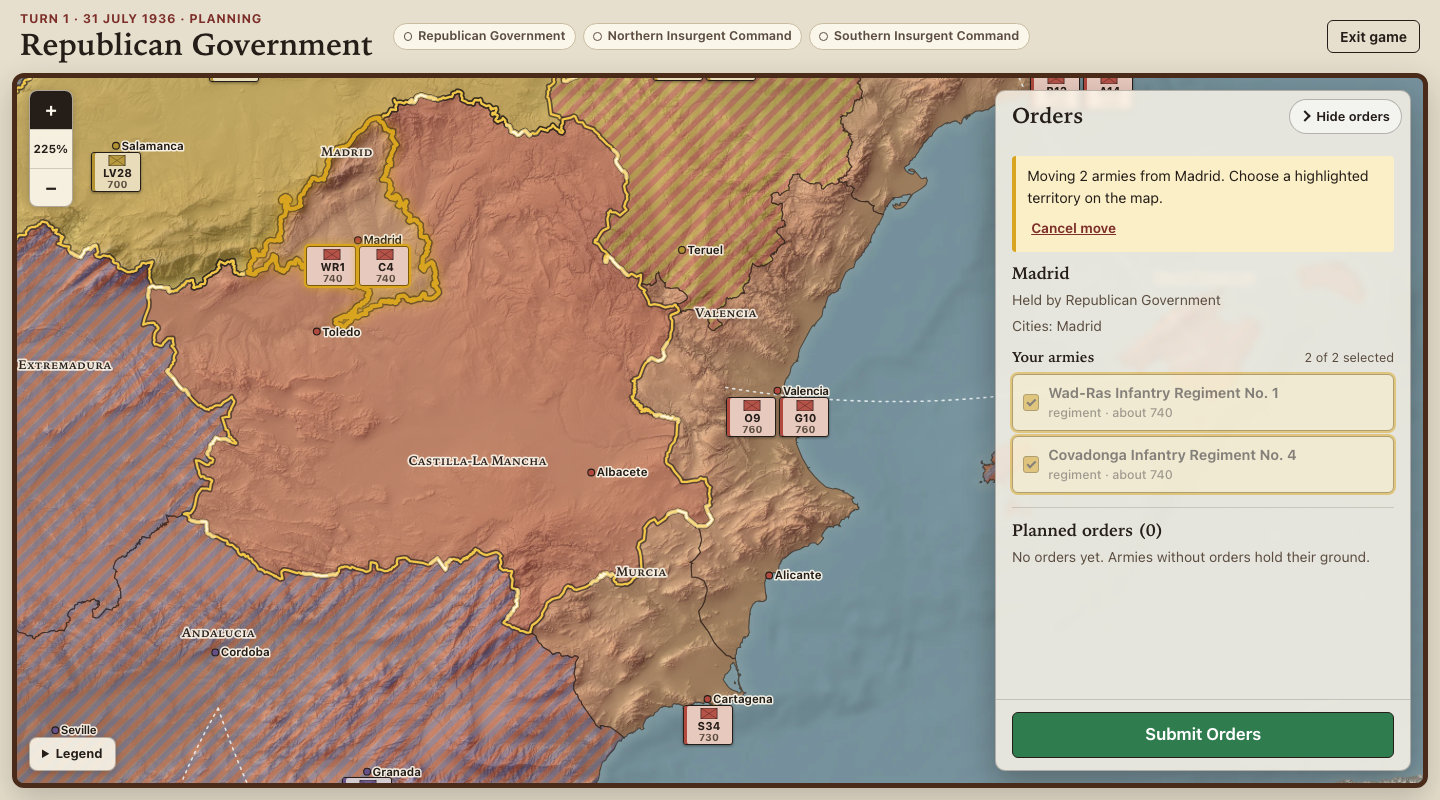 TURN 1 · 31 JULY 1936 · PLANNING
Republican Government
Republican Government
Northern Insurgent Command
Southern Insurgent Command
Exit game
+
225%
−
Salamanca
LV28
700
Madrid
Madrid
WR1
740
C4
740
Toledo
Teruel
Valencia
Extremadura
Valencia
O9
760
G10
760
Castilla-La Mancha
Albacete
Murcia
Alicante
Andalucia
Cordoba
Cartagena
S34
730
Seville
Granada
Legend
Orders
Hide orders
Moving 2 armies from Madrid. Choose a highlighted
territory on the map.
Cancel move
Madrid
Held by Republican Government
Cities: Madrid
Your armies
2 of 2 selected
Wad-Ras Infantry Regiment No. 1
regiment · about 740
Covadonga Infantry Regiment No. 4
regiment · about 740
Planned orders (0)
No orders yet. Armies without orders hold their ground.
Submit Orders